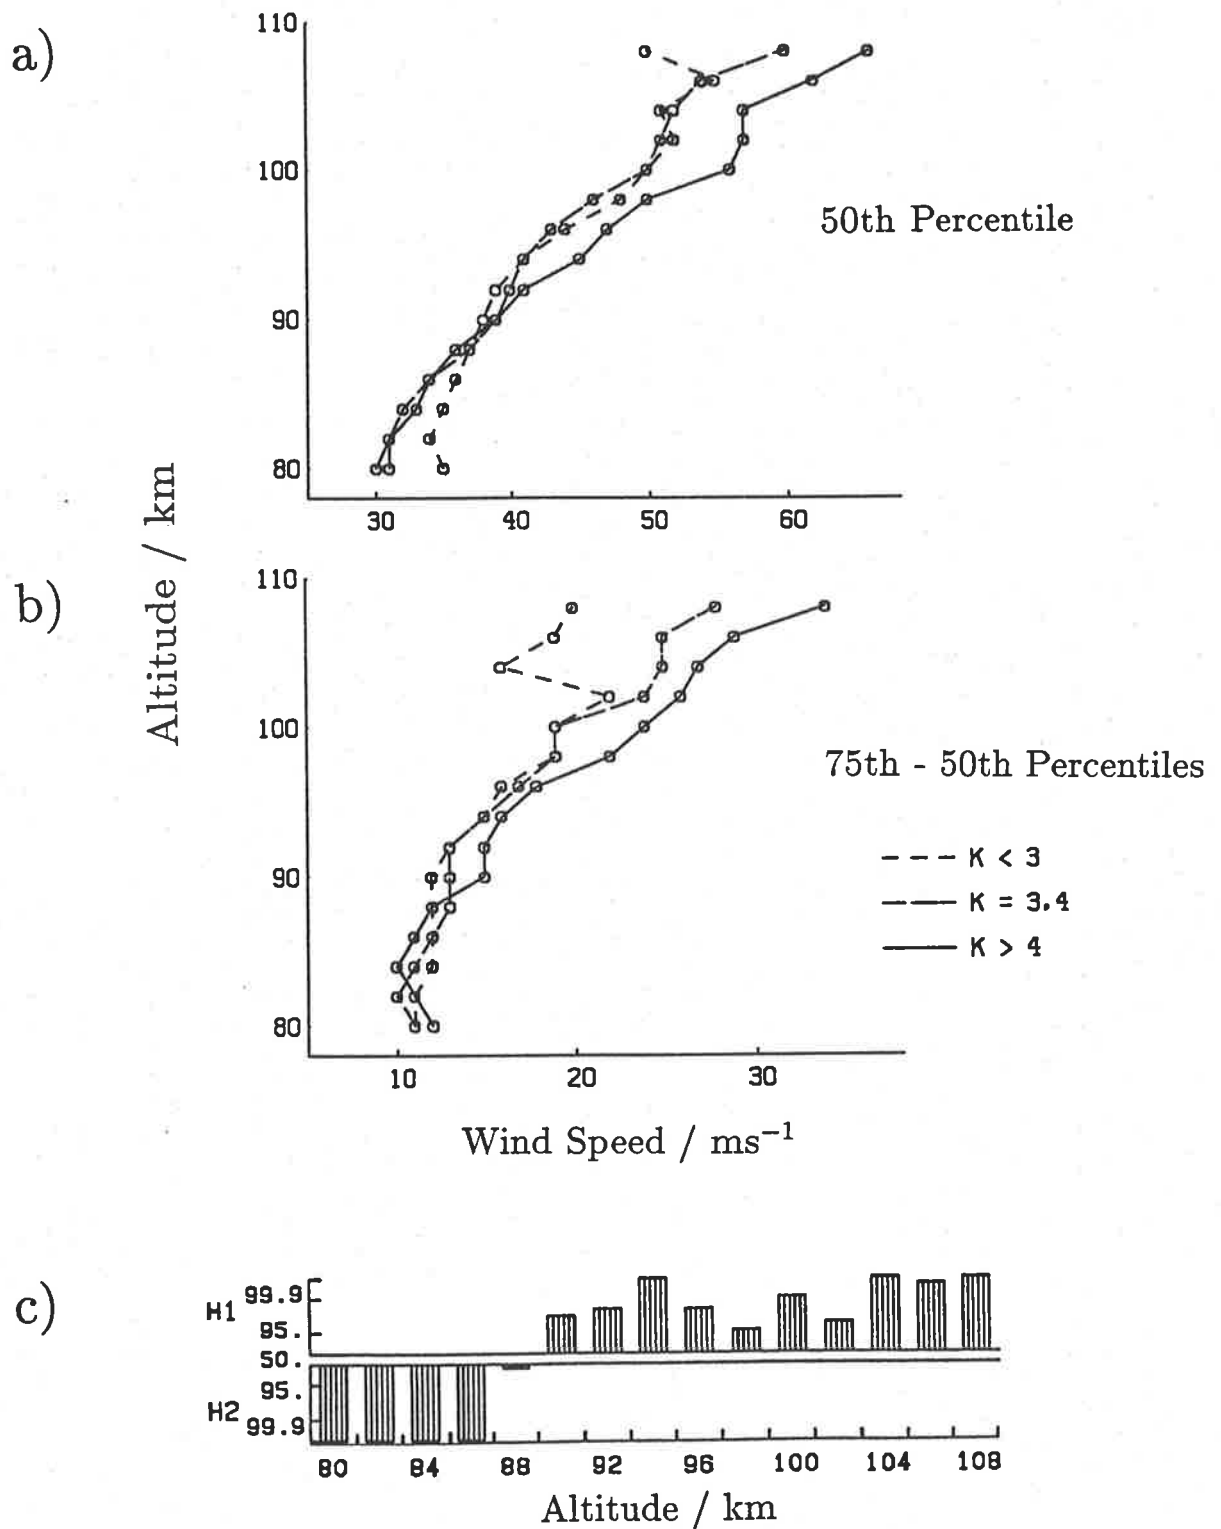 a)
110
100
90
80
30 40 50 60
50th Percentile
Altitude / km
b)
110
100
90
80
10 20 30
75th - 50th Percentiles
K < 3
K = 3,4
K > 4
Wind Speed / ms⁻¹
c)
H1
99.9
95.
50.
H2
95.
99.9
80 84 88 92 96 100 104 108
Altitude / km